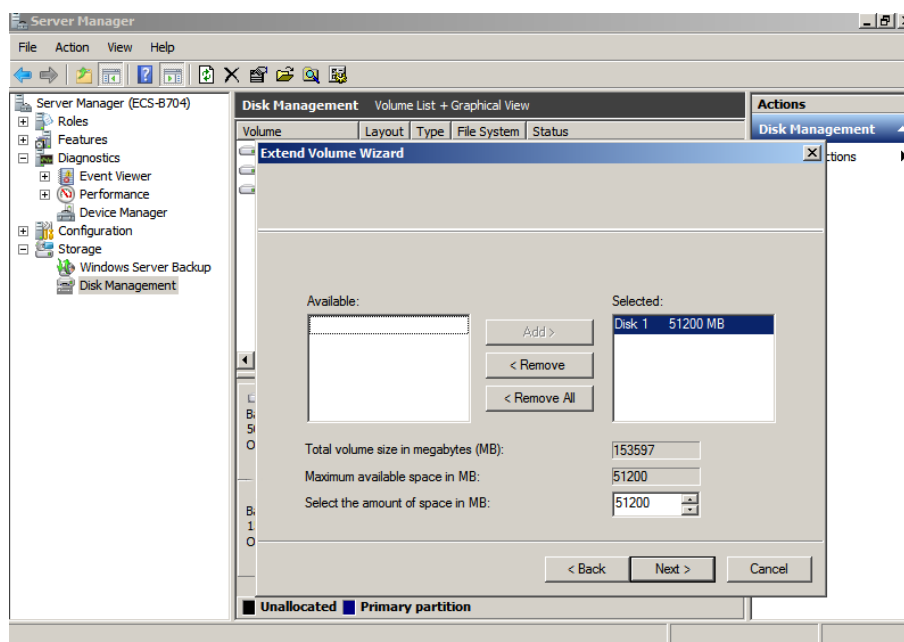 Server Manager
File Action View Help
Server Manager (ECS-B704)
Roles
Features
Diagnostics
Event Viewer
Performance
Device Manager
Configuration
Storage
Windows Server Backup
Disk Management
Disk Management Volume List + Graphical View
Volume Layout Type File System Status
Actions
Disk Management
ctions
Extend Volume Wizard
Available:
Selected:
Disk 1 51200 MB
Add >
< Remove
< Remove All
Total volume size in megabytes (MB): 153597
Maximum available space in MB: 51200
Select the amount of space in MB: 51200
< Back Next > Cancel
Unallocated Primary partition